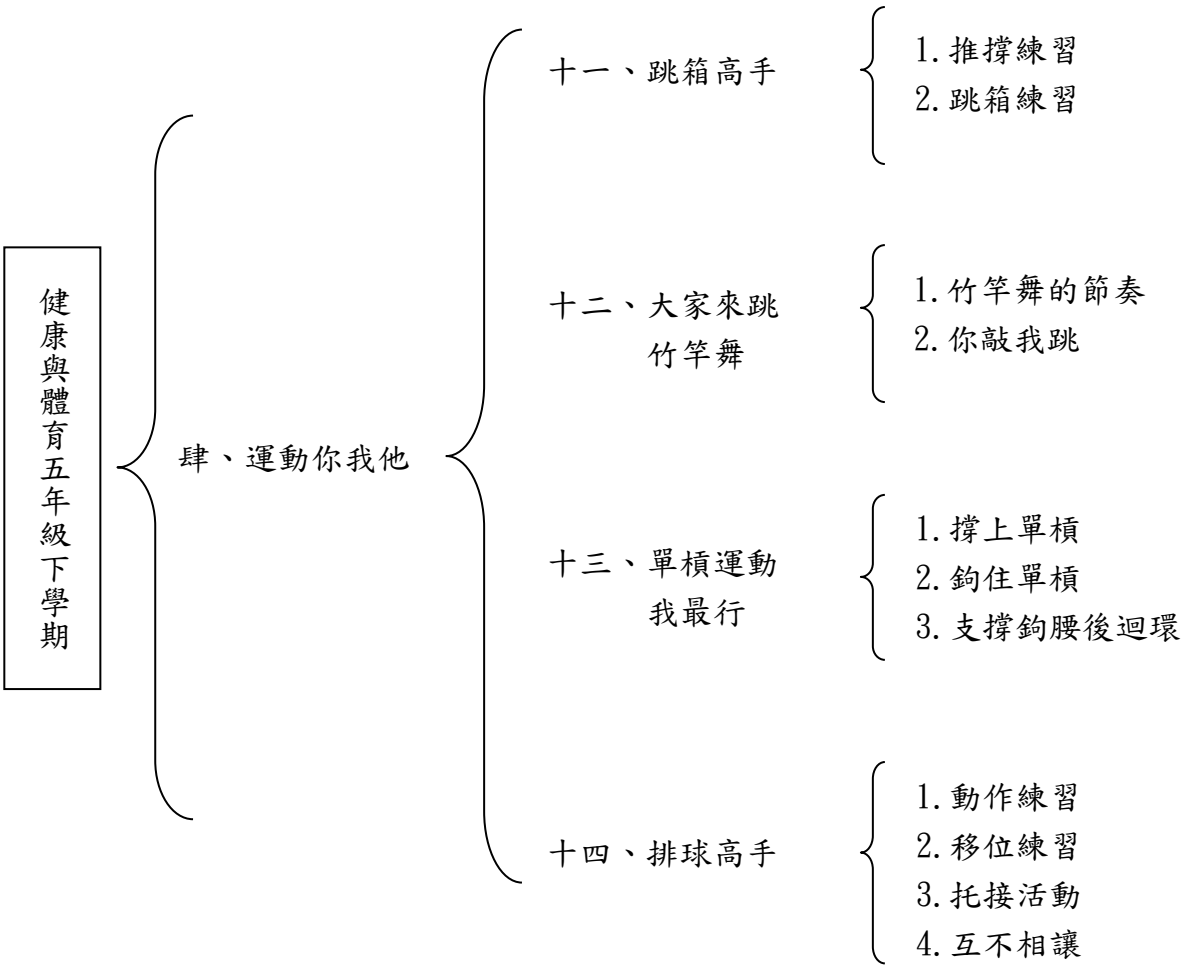 健康與體育五年級下學期
肆、運動你我他
十一、跳箱高手
1.推撐練習
2.跳箱練習
十二、大家來跳
竹竿舞
1.竹竿舞的節奏
2.你敲我跳
十三、單槓運動
我最行
1.撐上單槓
2.鉤住單槓
3.支撐鉤腰後迴環
十四、排球高手
1.動作練習
2.移位練習
3.托接活動
4.互不相讓